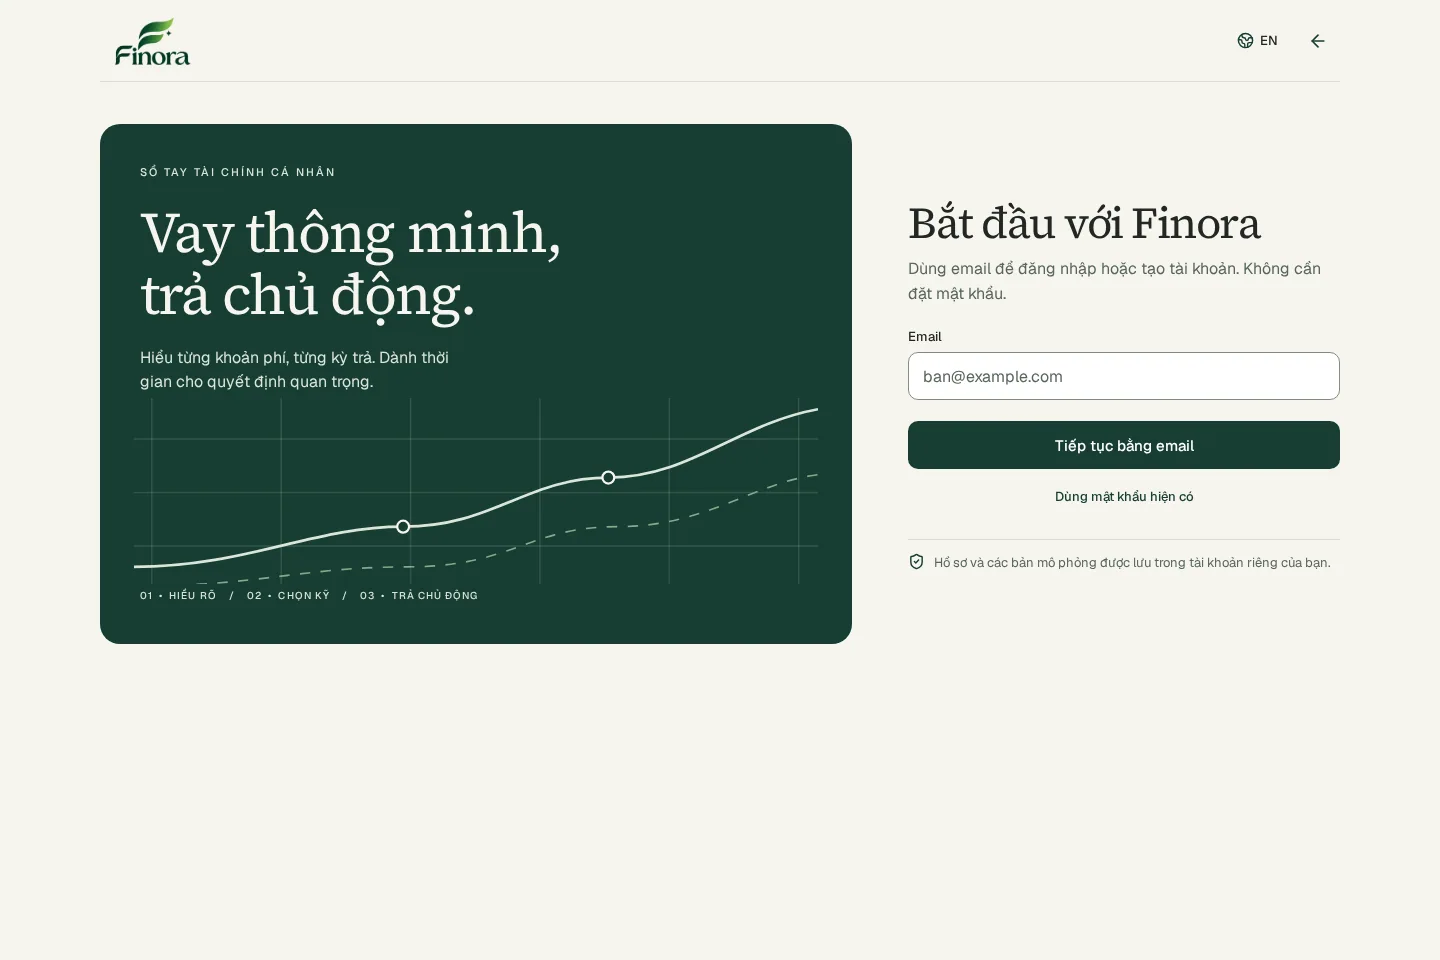 Finora
EN
SỔ TAY TÀI CHÍNH CÁ NHÂN
Vay thông minh,
trả chủ động.
Hiểu từng khoản phí, từng kỳ trả. Dành thời
gian cho quyết định quan trọng.
01 • HIỂU RÕ / 02 • CHỌN KỸ / 03 • TRẢ CHỦ ĐỘNG
Bắt đầu với Finora
Dùng email để đăng nhập hoặc tạo tài khoản. Không cần
đặt mật khẩu.
Email
ban@example.com
Tiếp tục bằng email
Dùng mật khẩu hiện có
Hồ sơ và các bản mô phỏng được lưu trong tài khoản riêng của bạn.